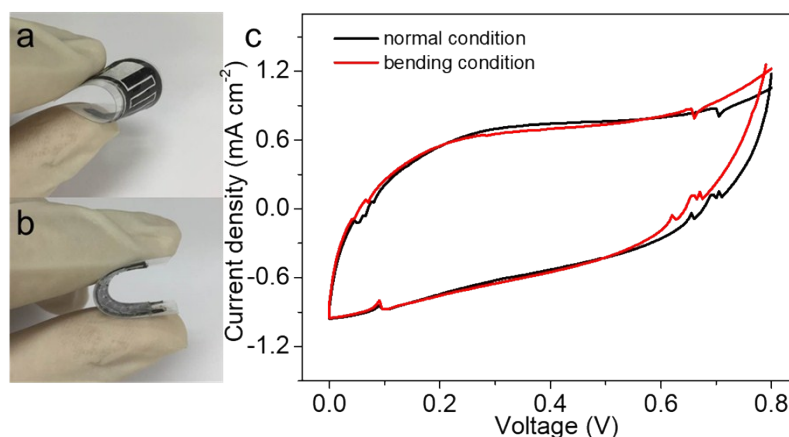 a
b
c
normal condition
bending condition
Current density (mA cm⁻²)
1.2
0.6
0.0
-0.6
-1.2
0.0 0.2 0.4 0.6 0.8
Voltage (V)